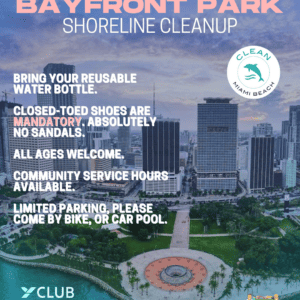 BAYFRONT PARK
SHORELINE CLEANUP
CLEAN
MIAMI BEACH
BRING YOUR REUSABLE
WATER BOTTLE.
CLOSED-TOED SHOES ARE
MANDATORY. ABSOLUTELY
NO SANDALS.
ALL AGES WELCOME.
COMMUNITY SERVICE HOURS
AVAILABLE.
LIMITED PARKING, PLEASE
COME BY BIKE, OR CAR POOL.
CLUB